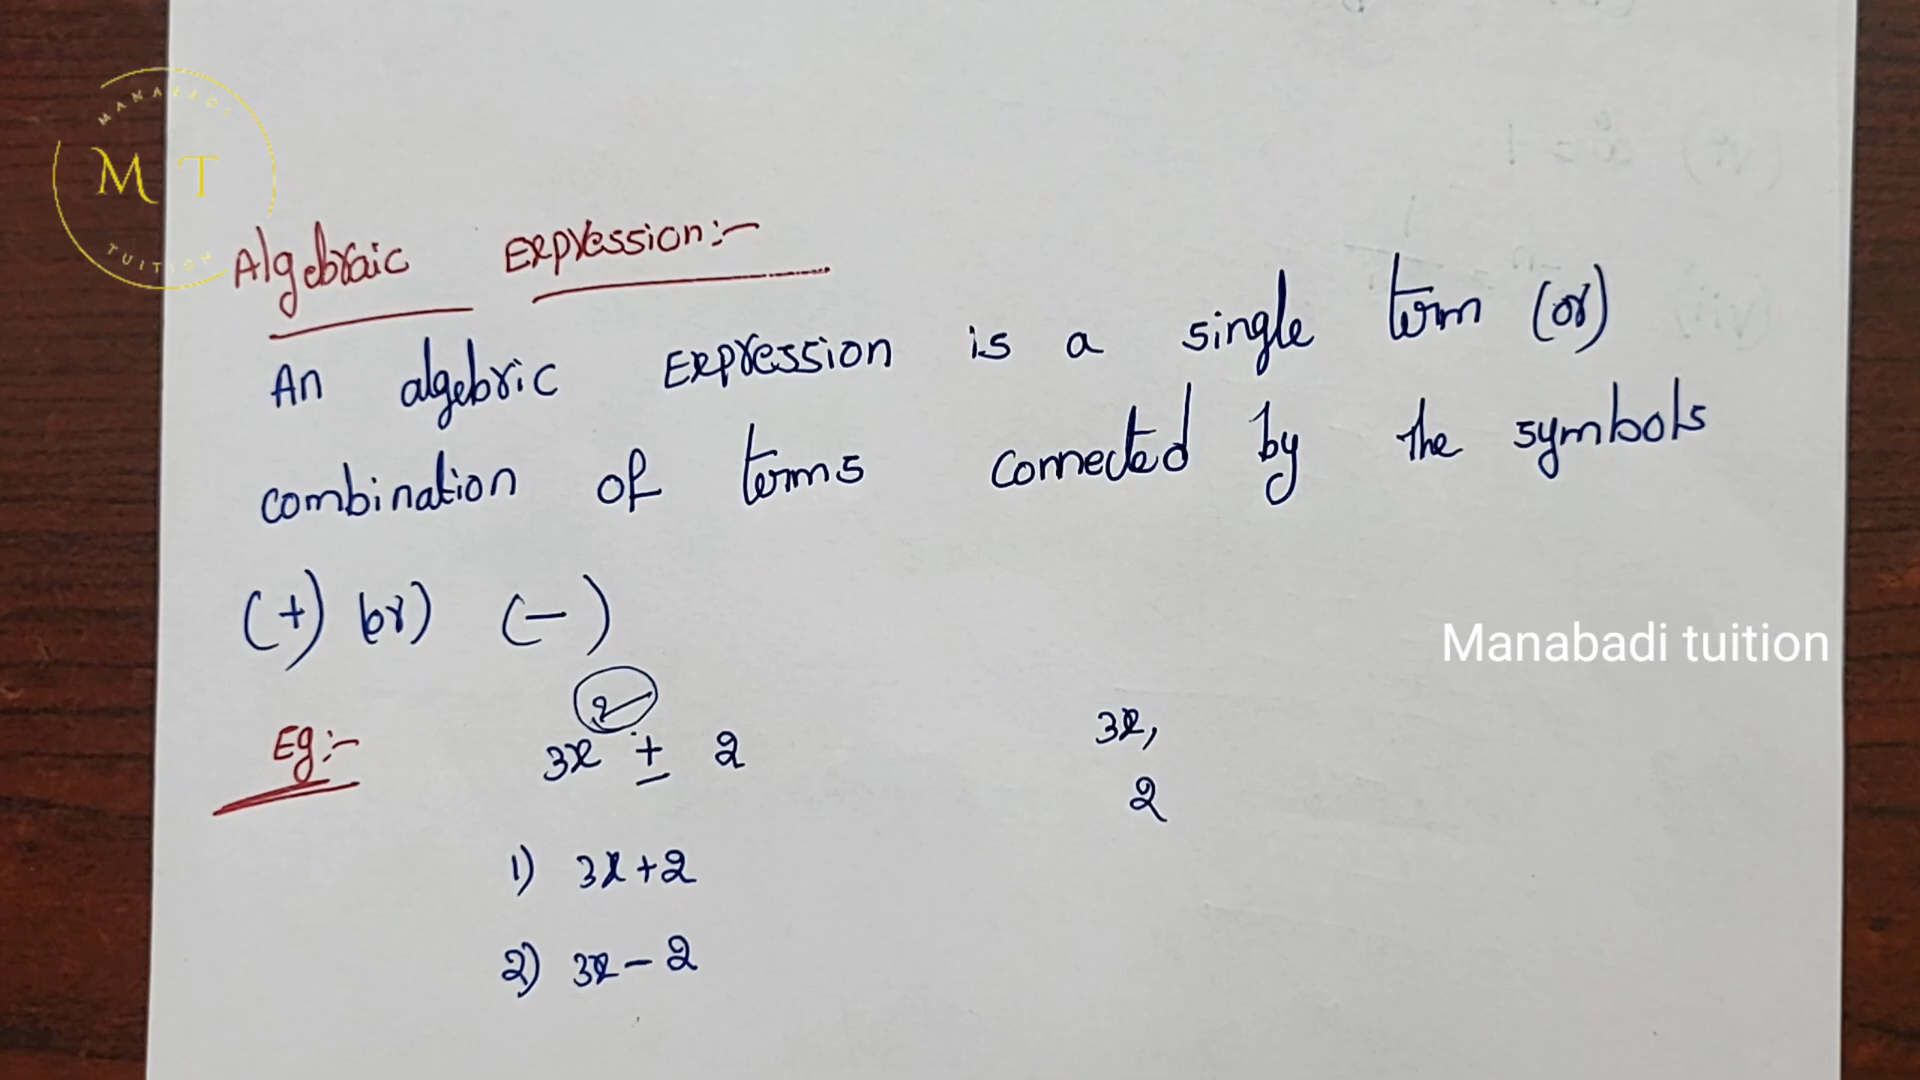 MANABADI
M T
TUITION
Algebraic Expression:-
An algebric Expression is a single term (or)
combination of terms connected by the symbols
(+) (or) (-)
Manabadi tuition
Eg:- 3x + 2 3x,
2
1) 3x+2
2) 3x-2